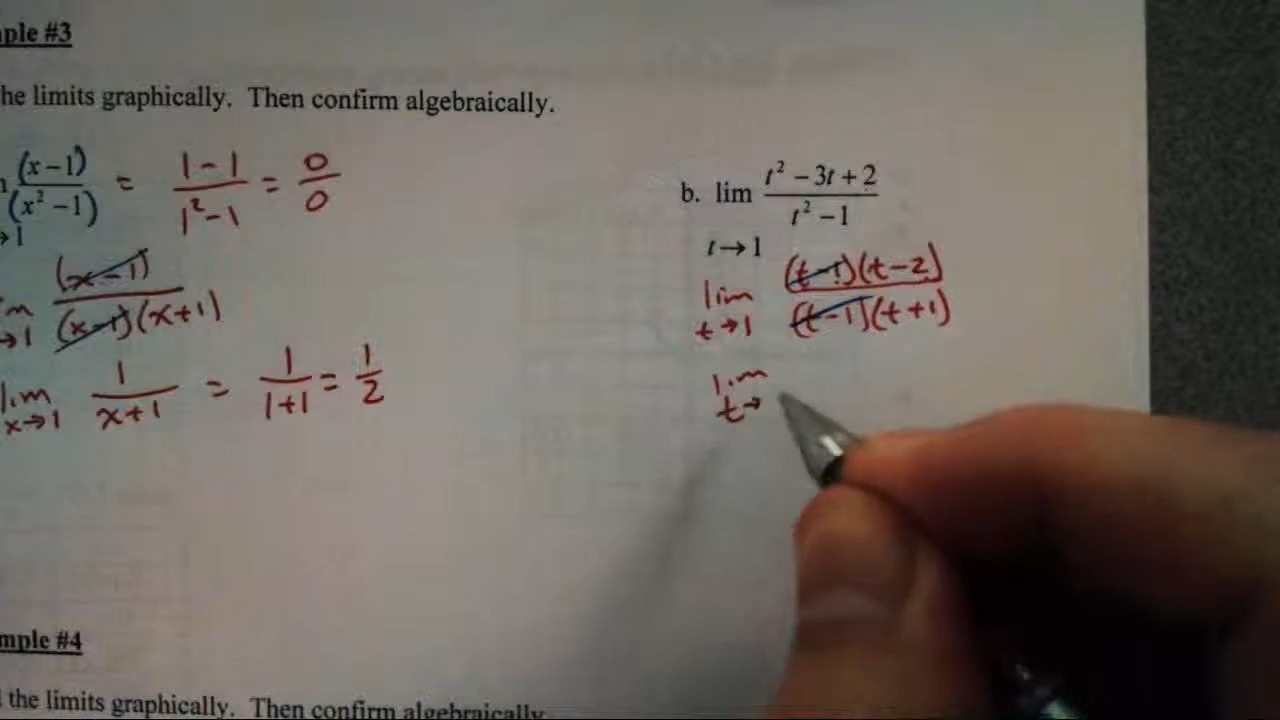 mple #3
he limits graphically. Then confirm algebraically.
(x-1)/(x² -1) = 1-1/1²-1 = 0/0
→1
(x-1)/(x-1)(x+1)
m
→1
lim x→1 1/x+1 = 1/1+1 = 1/2
b. lim t→1 t² - 3t + 2/t² - 1
lim t→1 (t-1)(t-2)/(t-1)(t+1)
lim t→
mple #4
the limits graphically. Then confirm algebraically.